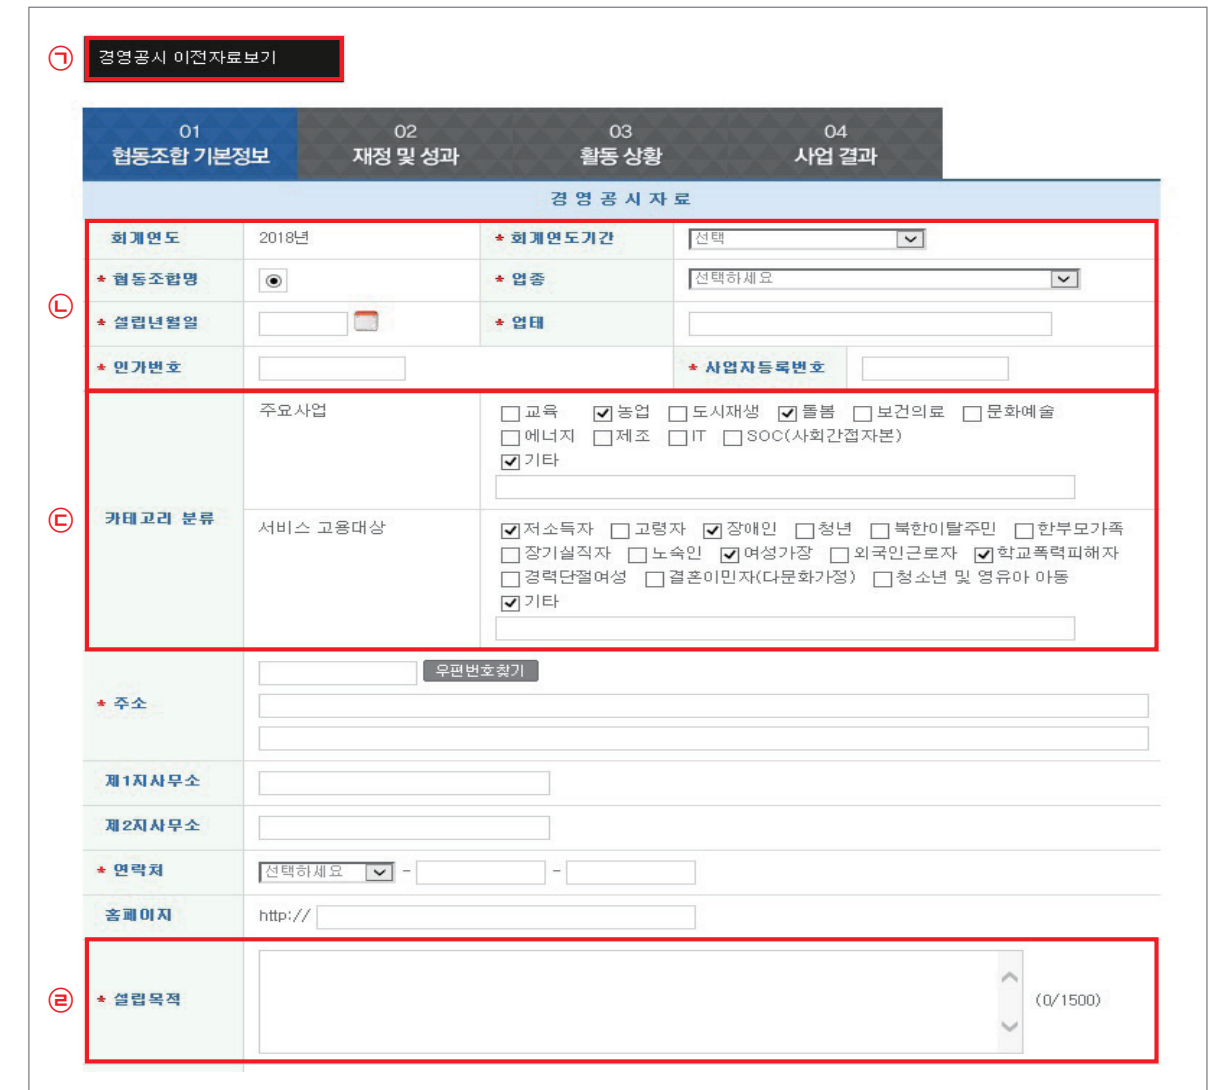 ㉠ 경영공시 이전자료보기
01 02 03 04
협동조합 기본정보 재정 및 성과 활동 상황 사업 결과
경 영 공 시 자 료
회계연도 2018년 * 회계연도기간 선택
* 협동조합명 * 업종 선택하세요
㉡
* 설립년월일 * 업태
* 인가번호 * 사업자등록번호
주요사업 교육 농업 도시재생 돌봄 보건의료 문화예술
에너지 제조 IT SOC(사회간접자본)
기타
㉢ 카테고리 분류
서비스 고용대상 저소득자 고령자 장애인 청년 북한이탈주민 한부모가족
장기실직자 노숙인 여성가장 외국인근로자 학교폭력피해자
경력단절여성 결혼이민자(다문화가정) 청소년 및 영유아 아동
기타
우편번호찾기
* 주소
제1지사무소
제2지사무소
* 연락처 선택하세요 - -
홈페이지 http://
㉣ * 설립목적 (0/1500)